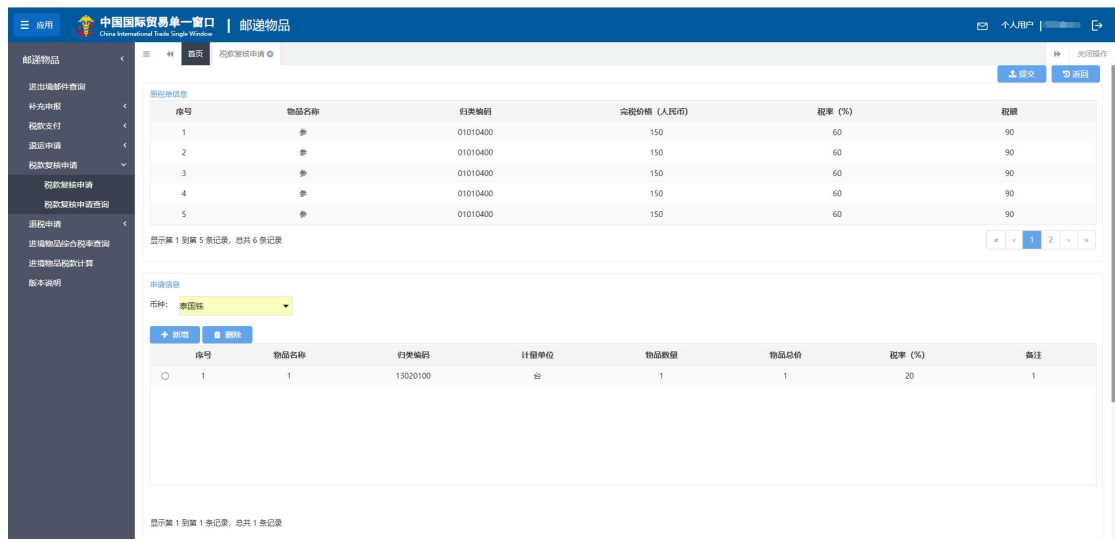 应用 中国国际贸易单一窗口 | 邮递物品 个人用户 |
China International Trade Single Window
邮递物品
进出境邮件查询
补充申报
税款支付
退运申请
税款复核申请
税款复核申请
税款复核申请查询
退税申请
进境物品综合税率查询
进境物品税款计算
版本说明
首页 税款复核申请 关闭操作
提交 返回
原税单信息
序号 物品名称 归类编码 完税价格（人民币） 税率（%） 税额
1 参 01010400 150 60 90
2 参 01010400 150 60 90
3 参 01010400 150 60 90
4 参 01010400 150 60 90
5 参 01010400 150 60 90
显示第 1 到第 5 条记录，总共 6 条记录 « ‹ 1 2 › »
申请信息
币种： 泰国铢
+ 新增 删除
序号 物品名称 归类编码 计量单位 物品数量 物品总价 税率（%） 备注
1 1 13020100 台 1 1 20 1
显示第 1 到第 1 条记录，总共 1 条记录